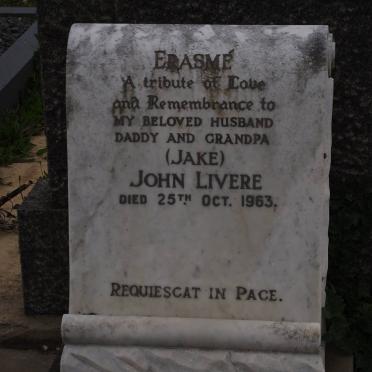 ERASMÉ
A tribute of Love
and Remembrance to
MY BELOVED HUSBAND
DADDY AND GRANDPA
(JAKE)
JOHN LIVERE
DIED 25TH OCT. 1963.
REQUIESCAT IN PACE.